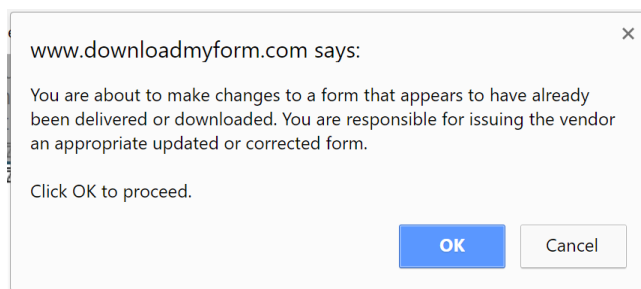 www.downloadmyform.com says:
You are about to make changes to a form that appears to have already
been delivered or downloaded. You are responsible for issuing the vendor
an appropriate updated or corrected form.
Click OK to proceed.
OK
Cancel